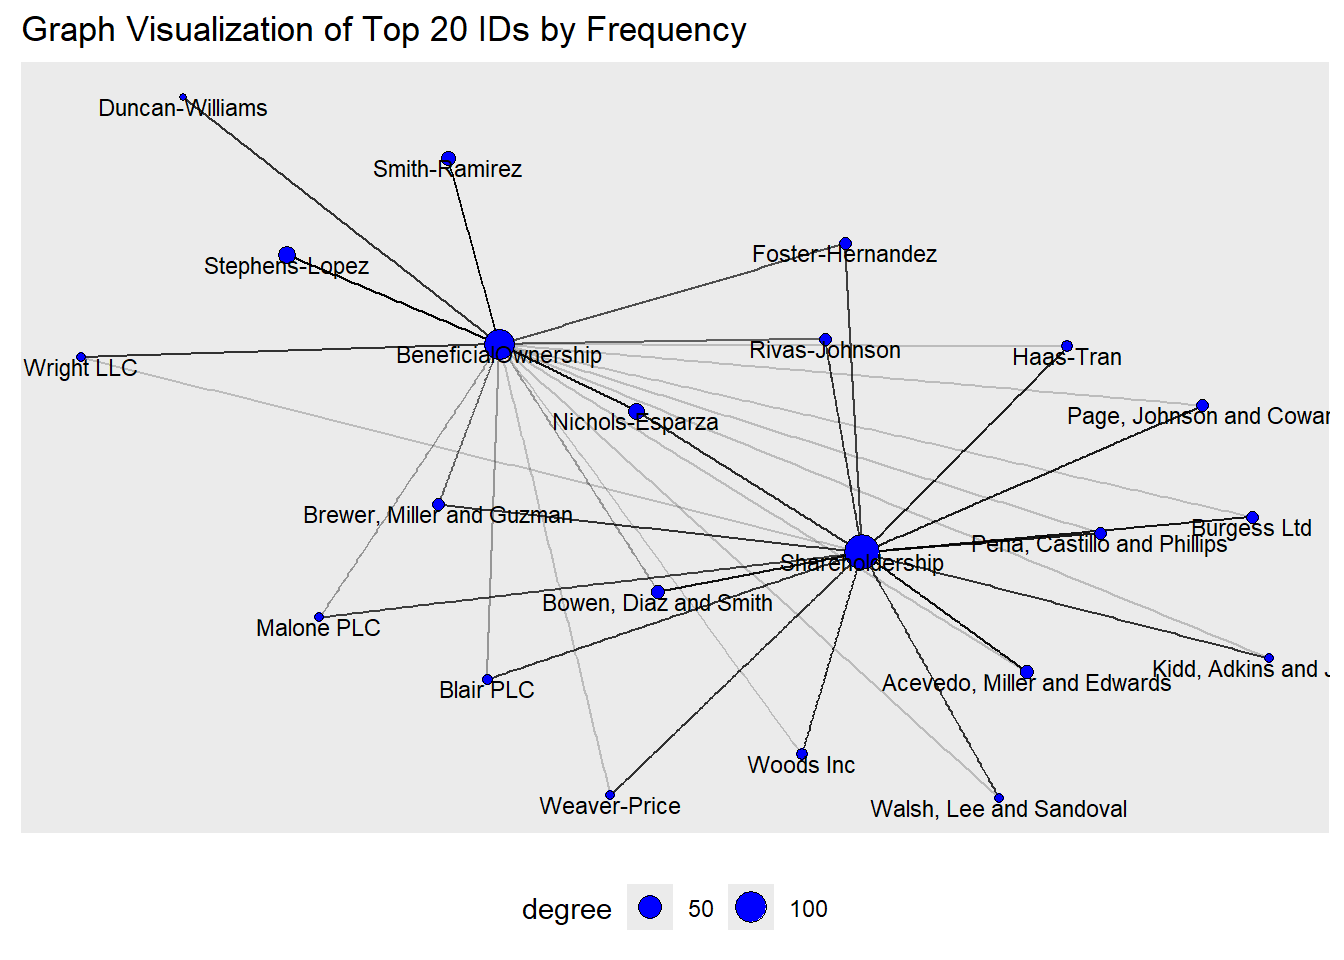 Graph Visualization of Top 20 IDs by Frequency
Duncan-Williams
Smith-Ramirez
Foster-Hernandez
Stephens-Lopez
Rivas-Johnson
BeneficialOwnership
Haas-Tran
Wright LLC
Page, Johnson and Cowan
Nichols-Esparza
Brewer, Miller and Guzman
Burgess Ltd
Pena, Castillo and Phillips
Shareholdership
Bowen, Diaz and Smith
Malone PLC
Kidd, Adkins and J
Acevedo, Miller and Edwards
Blair PLC
Woods Inc
Weaver-Price
Walsh, Lee and Sandoval
degree 50 100